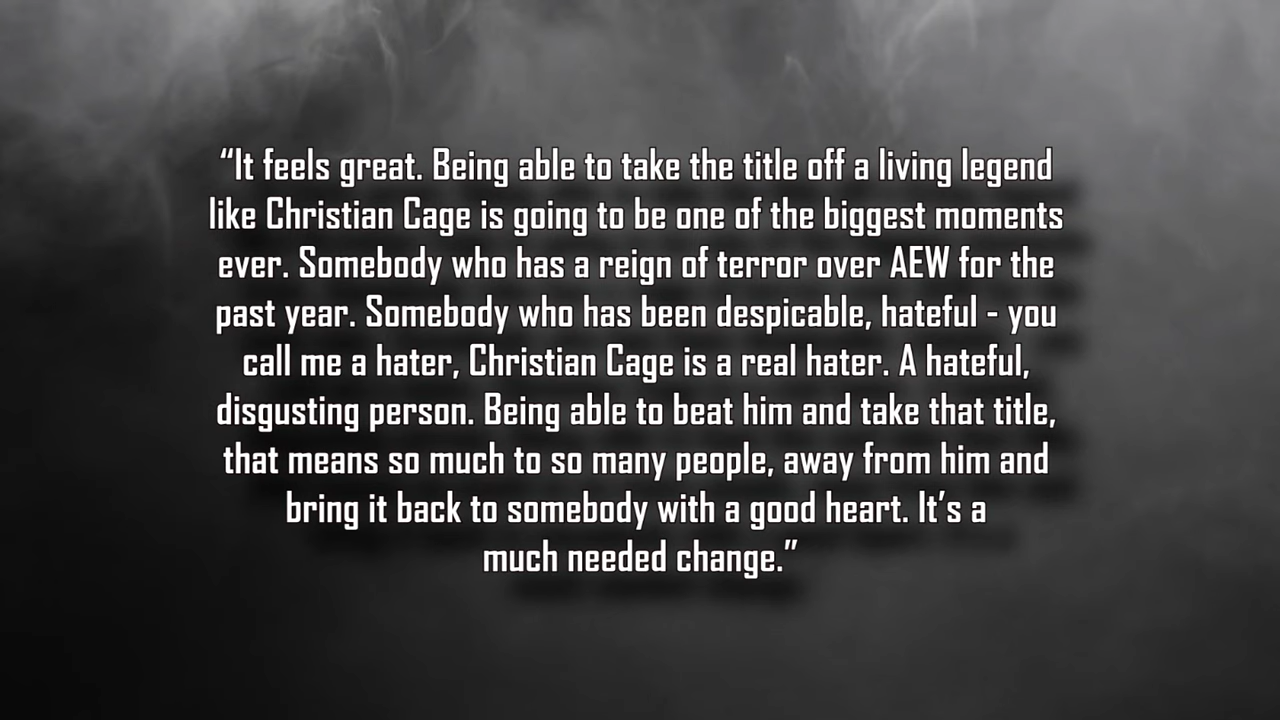 “It feels great. Being able to take the title off a living legend
like Christian Cage is going to be one of the biggest moments
ever. Somebody who has a reign of terror over AEW for the
past year. Somebody who has been despicable, hateful - you
call me a hater, Christian Cage is a real hater. A hateful,
disgusting person. Being able to beat him and take that title,
that means so much to so many people, away from him and
bring it back to somebody with a good heart. It’s a
much needed change.”